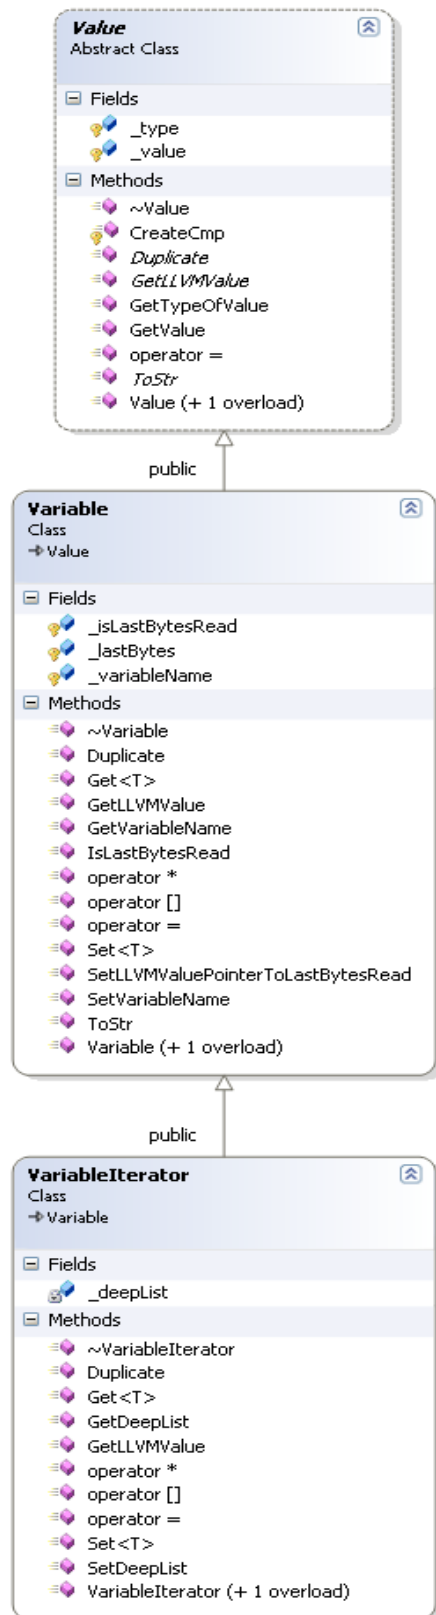 Value
Abstract Class
Fields
_type
_value
Methods
~Value
CreateCmp
Duplicate
GetLLVMValue
GetTypeOfValue
GetValue
operator =
ToStr
Value (+ 1 overload)
public
Variable
Class
Value
Fields
_isLastBytesRead
_lastBytes
_variableName
Methods
~Variable
Duplicate
Get<T>
GetLLVMValue
GetVariableName
IsLastBytesRead
operator *
operator []
operator =
Set<T>
SetLLVMValuePointerToLastBytesRead
SetVariableName
ToStr
Variable (+ 1 overload)
public
VariableIterator
Class
Variable
Fields
_deepList
Methods
~VariableIterator
Duplicate
Get<T>
GetDeepList
GetLLVMValue
operator *
operator []
operator =
Set<T>
SetDeepList
VariableIterator (+ 1 overload)